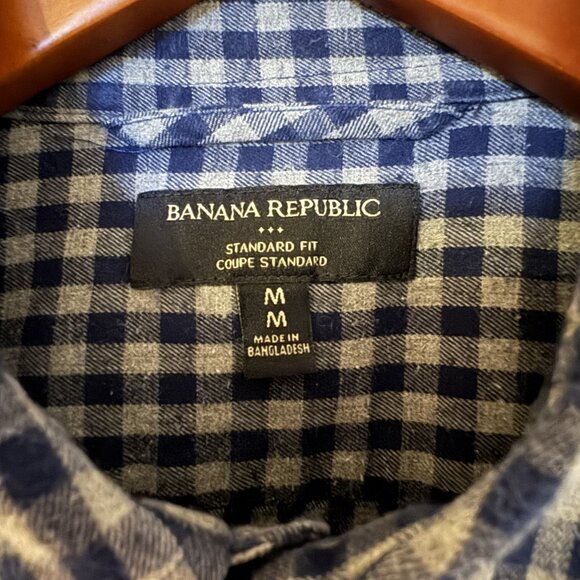 BANANA REPUBLIC
STANDARD FIT
COUPE STANDARD
M
M
MADE IN
BANGLADESH